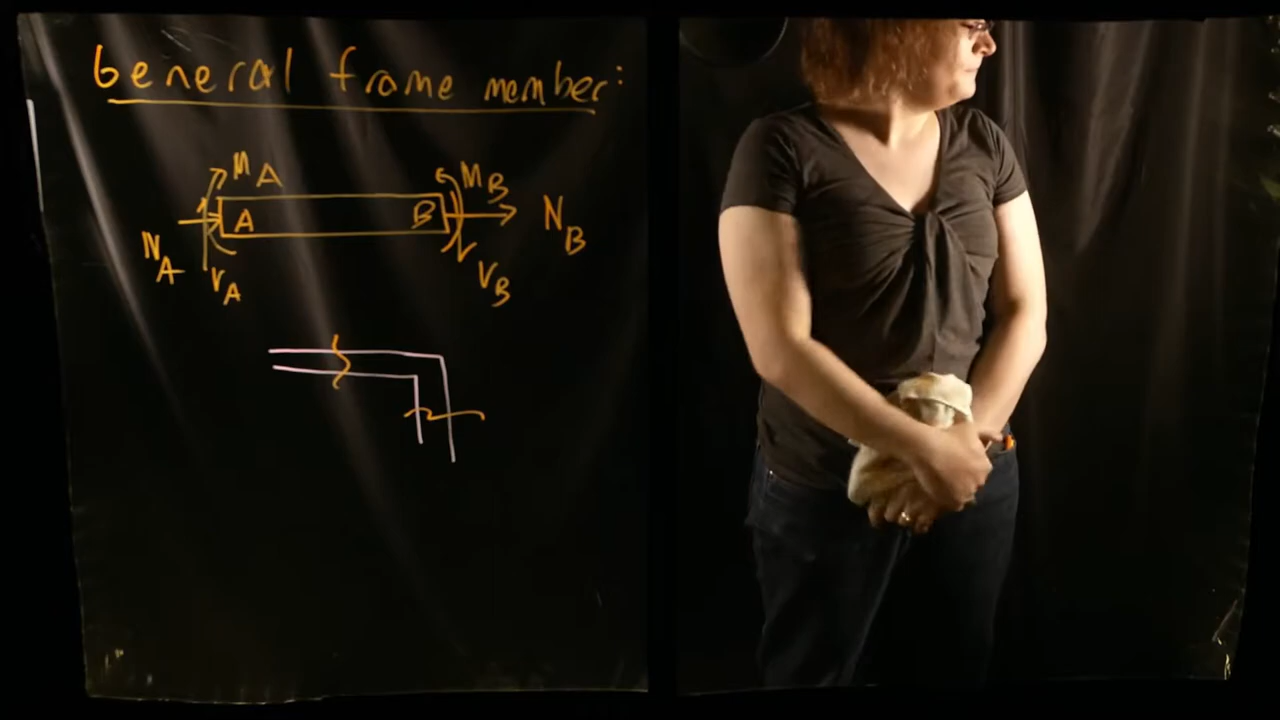 General frame member:
M A
M B
A
B
N B
N A
V A
V B